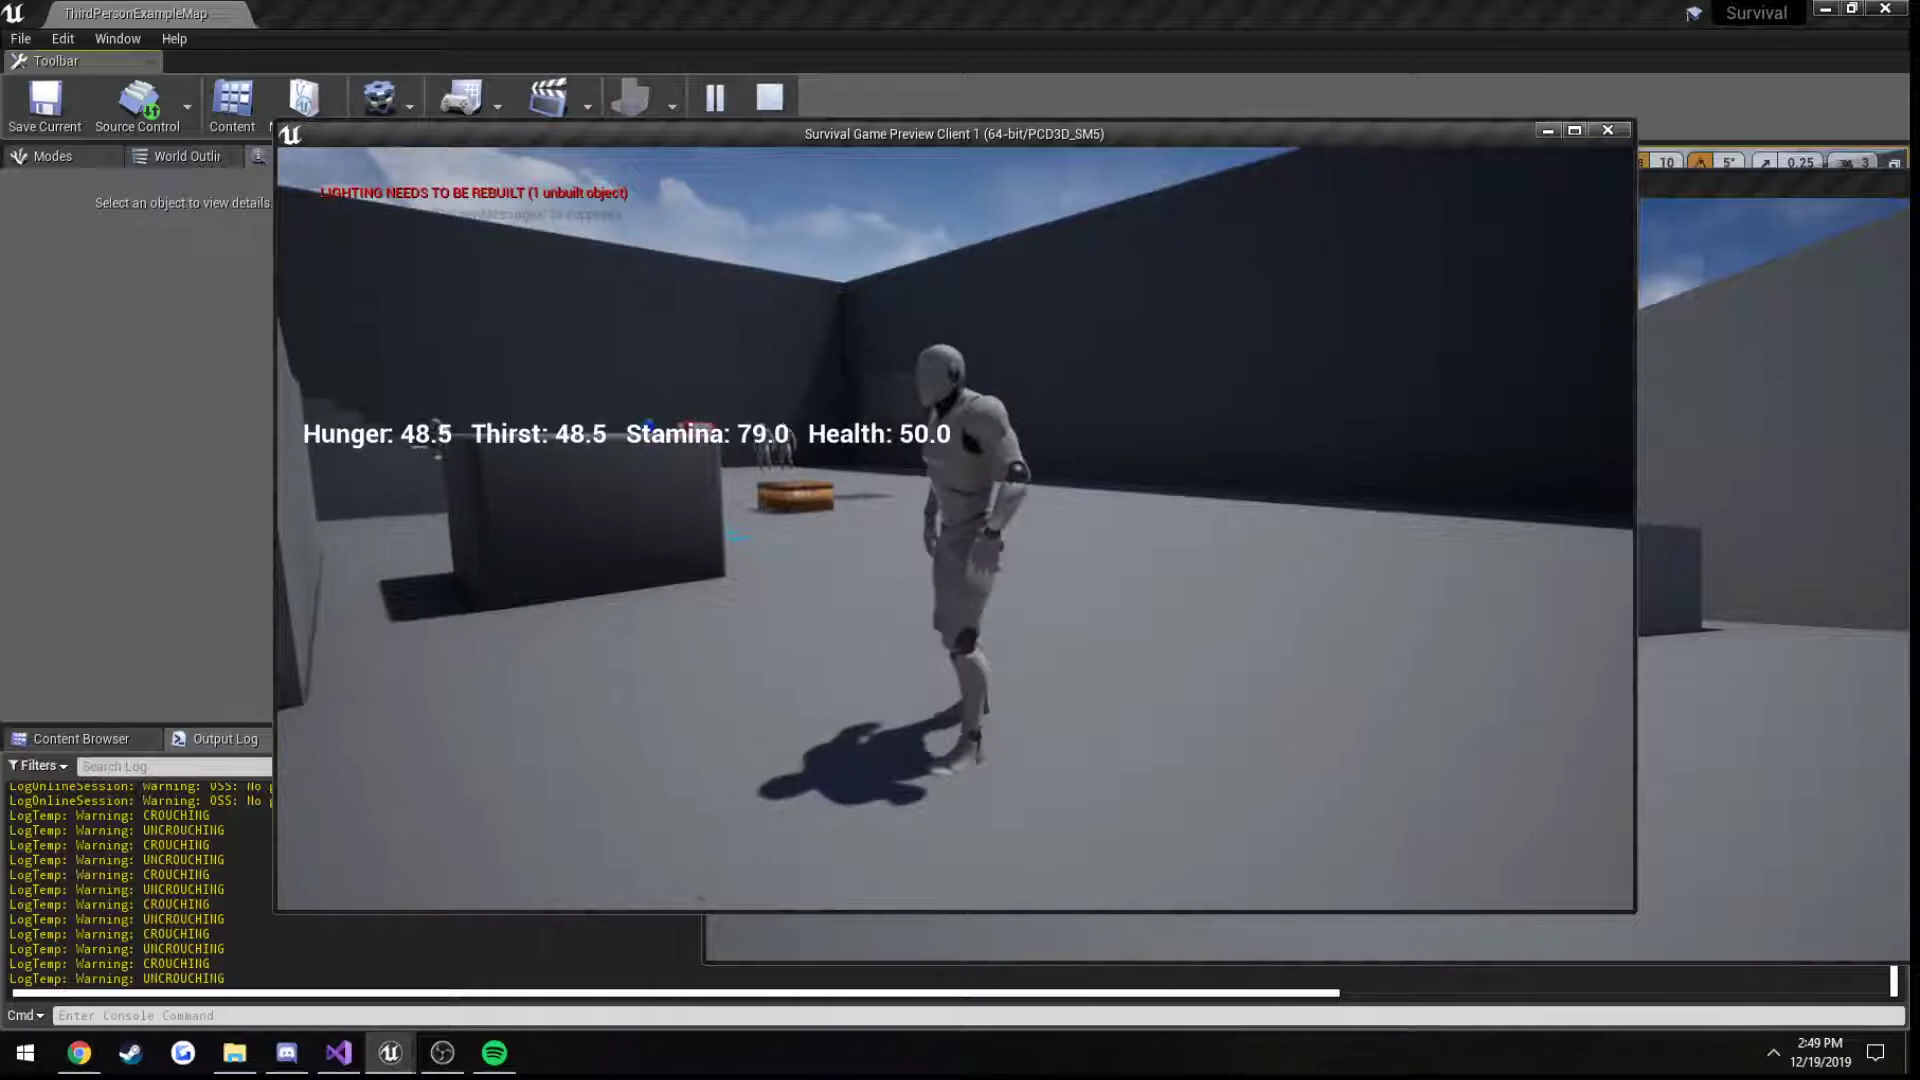 ThirdPersonExampleMap
Survival
File Edit Window Help
Toolbar
Save Current Source Control Content
Survival Game Preview Client 1 (64-bit/PCD3D_SM5)
Modes World Outlin
10 5° 0.25 3
LIGHTING NEEDS TO BE REBUILT (1 unbuilt object)
Select an object to view details.
Hunger: 48.5 Thirst: 48.5 Stamina: 79.0 Health: 50.0
Content Browser Output Log
Filters Search Log
LogOnlineSession: Warning: OSS: No
LogOnlineSession: Warning: OSS: No
LogTemp: Warning: CROUCHING
LogTemp: Warning: UNCROUCHING
LogTemp: Warning: CROUCHING
LogTemp: Warning: UNCROUCHING
LogTemp: Warning: CROUCHING
LogTemp: Warning: UNCROUCHING
LogTemp: Warning: CROUCHING
LogTemp: Warning: UNCROUCHING
LogTemp: Warning: CROUCHING
LogTemp: Warning: UNCROUCHING
LogTemp: Warning: CROUCHING
LogTemp: Warning: UNCROUCHING
Cmd Enter Console Command
2:49 PM
12/19/2019